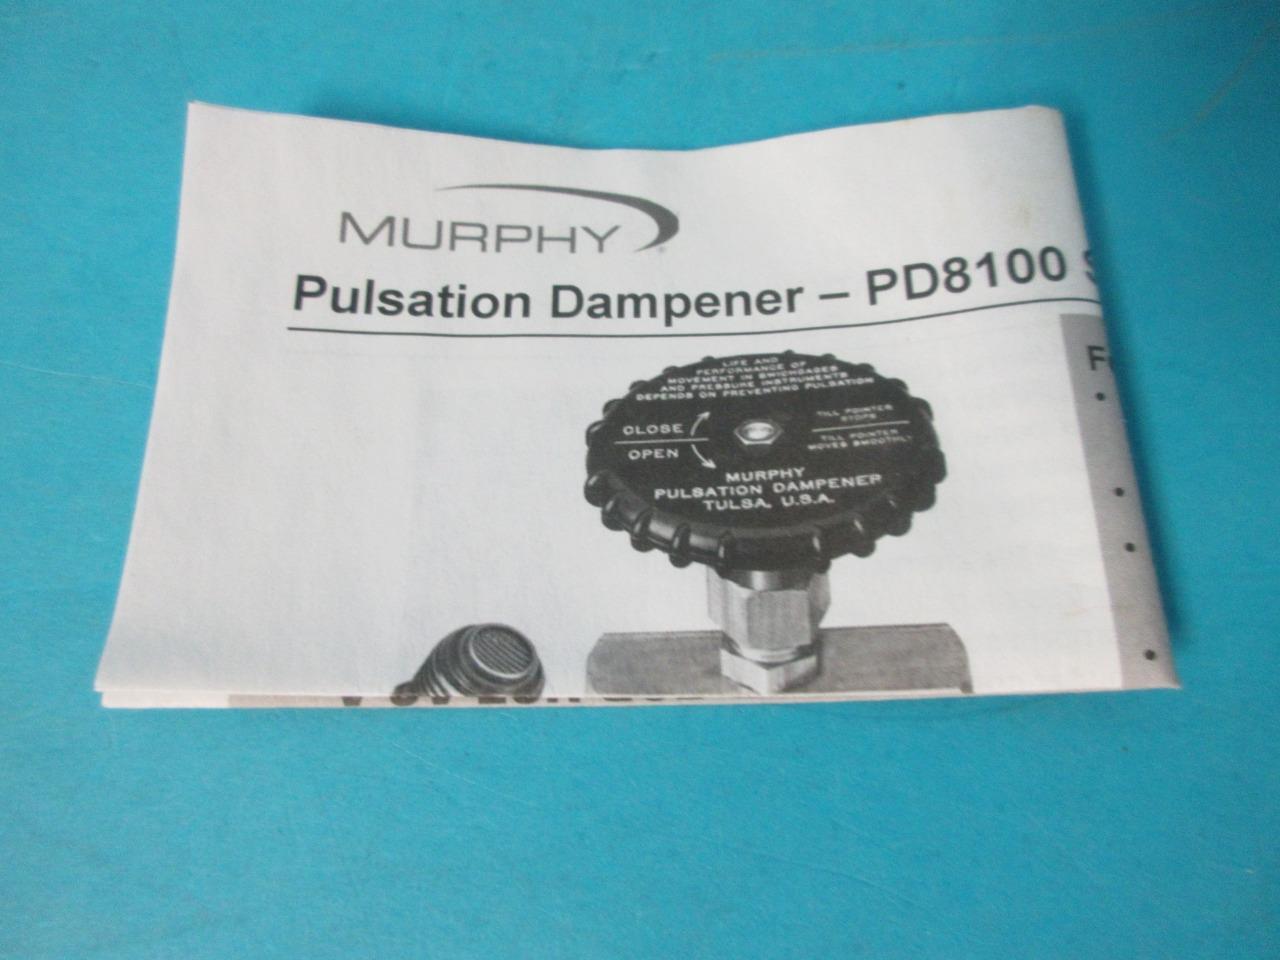 MURPHY
®
Pulsation Dampener – PD8100 S
LIFE AND
PERFORMANCE OF
MOVEMENT IN SWICHGAGES
AND PRESSURE INSTRUMENTS
DEPENDS ON PREVENTING PULSATION
CLOSE
TILL POINTER
STOPS
OPEN
TILL POINTER
MOVES SMOOTHLY
MURPHY
PULSATION DAMPENER
TULSA, U.S.A.